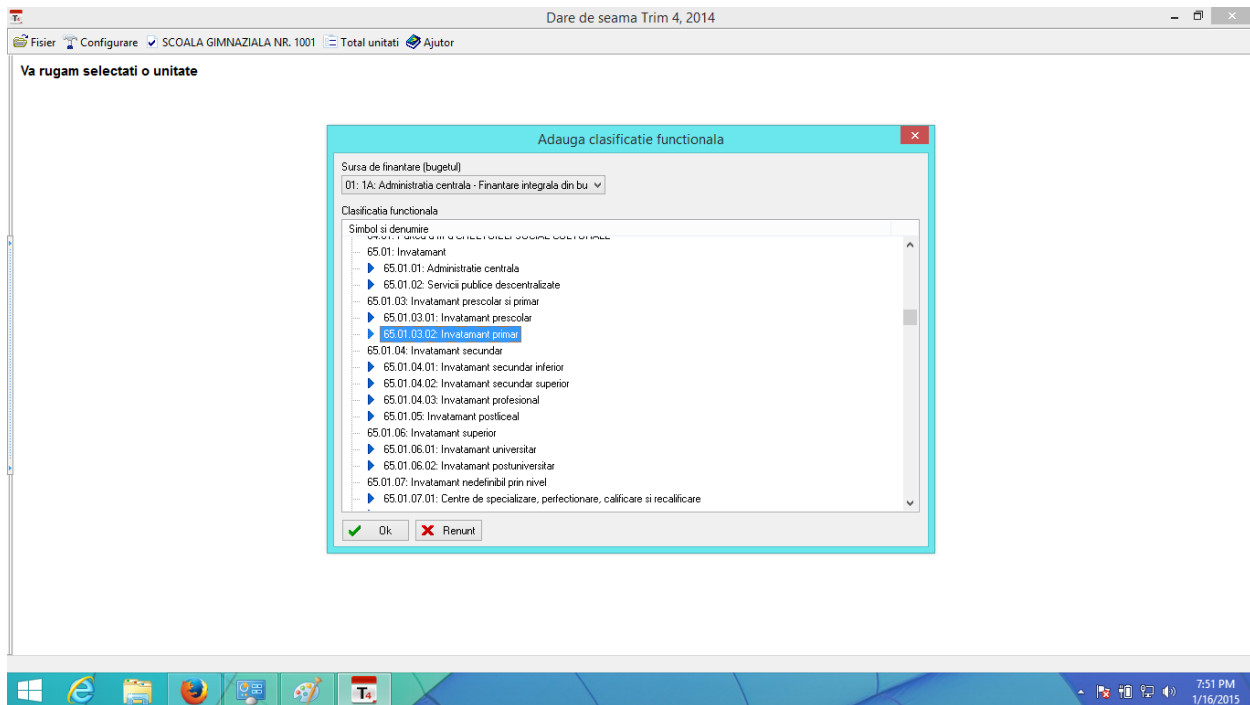 Dare de seama Trim 4, 2014
Fisier Configurare SCOALA GIMNAZIALA NR. 1001 Total unitati Ajutor
Va rugam selectati o unitate
Adauga clasificatie functionala
Sursa de finantare (bugetul)
01: 1A: Administratia centrala - Finantare integrala din bu
Clasificatia functionala
Simbol si denumire
65.01: Invatamant
65.01.01: Administratie centrala
65.01.02: Servicii publice descentralizate
65.01.03: Invatamant prescolar si primar
65.01.03.01: Invatamant prescolar
65.01.03.02: Invatamant primar
65.01.04: Invatamant secundar
65.01.04.01: Invatamant secundar inferior
65.01.04.02: Invatamant secundar superior
65.01.04.03: Invatamant profesional
65.01.05: Invatamant postliceal
65.01.06: Invatamant superior
65.01.06.01: Invatamant universitar
65.01.06.02: Invatamant postuniversitar
65.01.07: Invatamant nedefinibil prin nivel
65.01.07.01: Centre de specializare, perfectionare, calificare si recalificare
Ok Renunt
T4
7:51 PM
1/16/2015